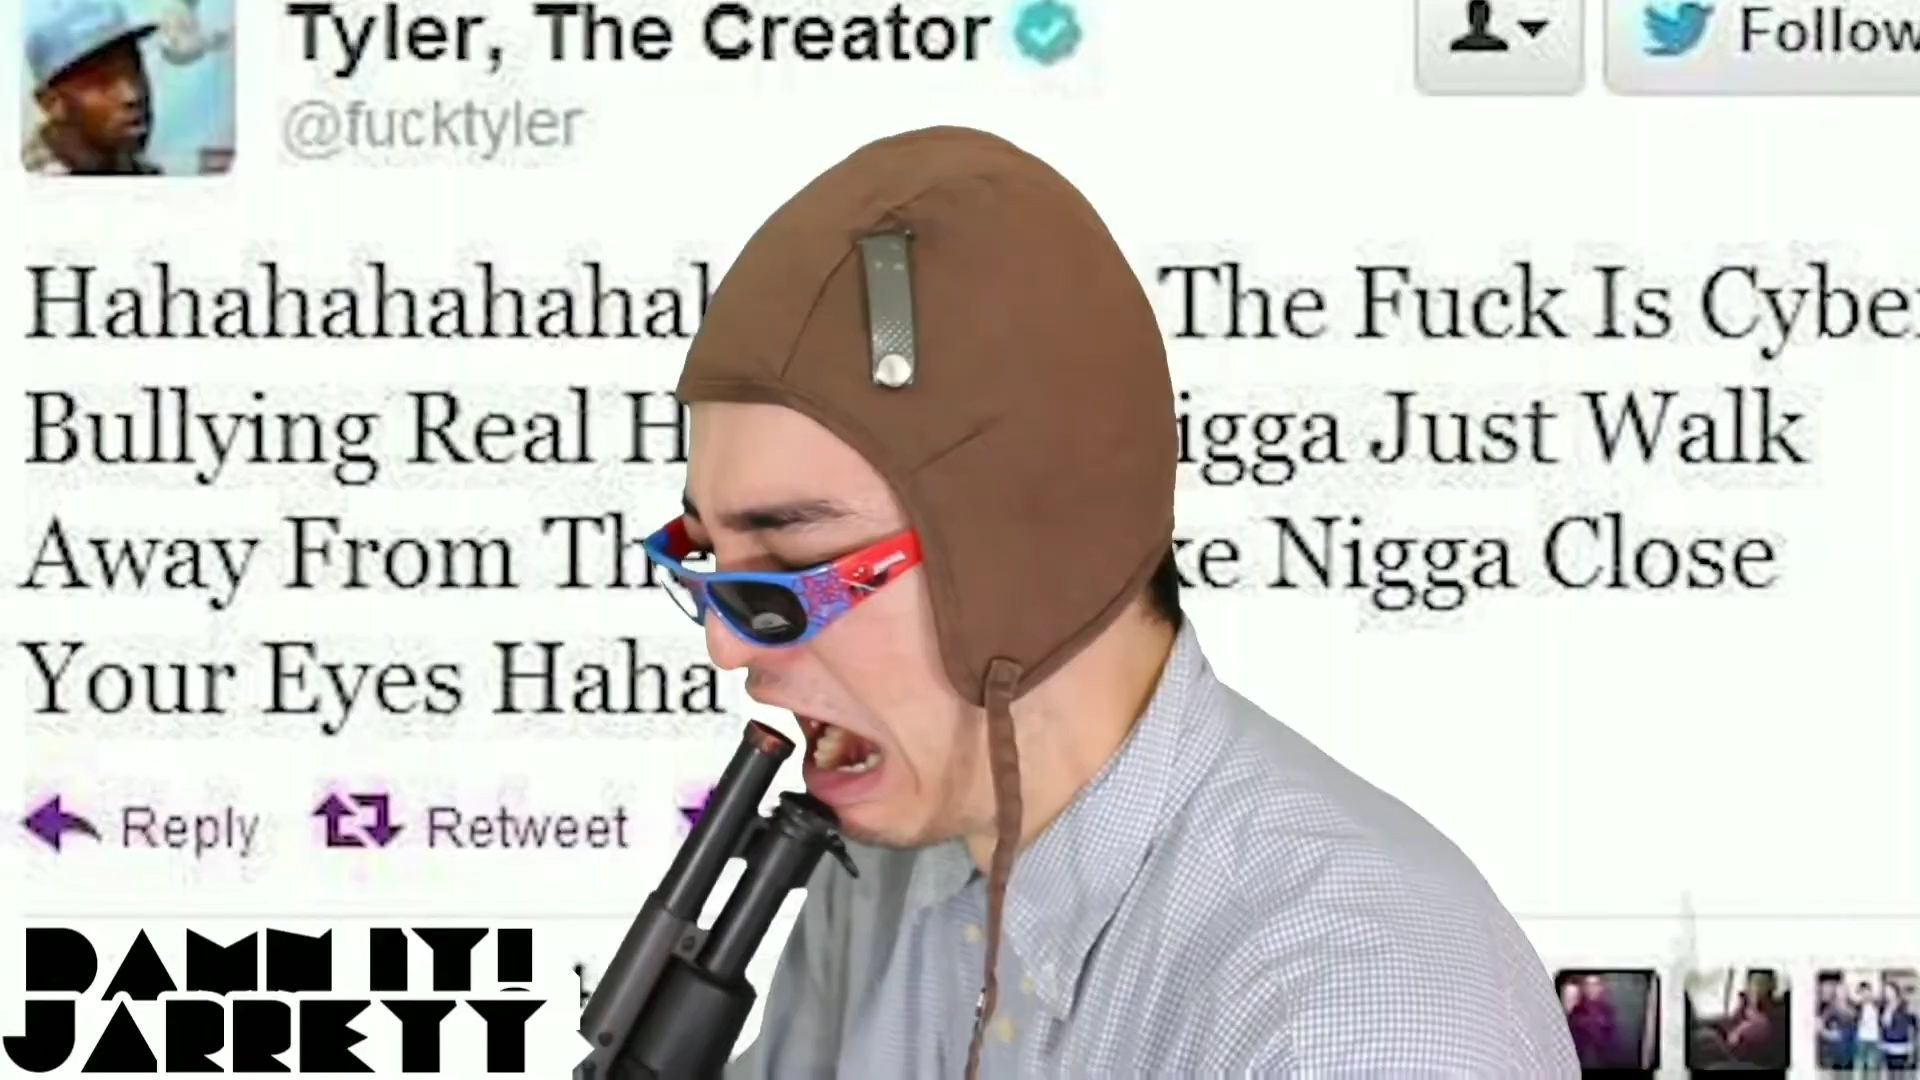 Tyler, The Creator
Follow
@fucktyler
Hahahahahahah The Fuck Is Cyber
Bullying Real H igga Just Walk
Away From Th ke Nigga Close
Your Eyes Haha
Reply Retweet
DAMN IT!
JARRETT